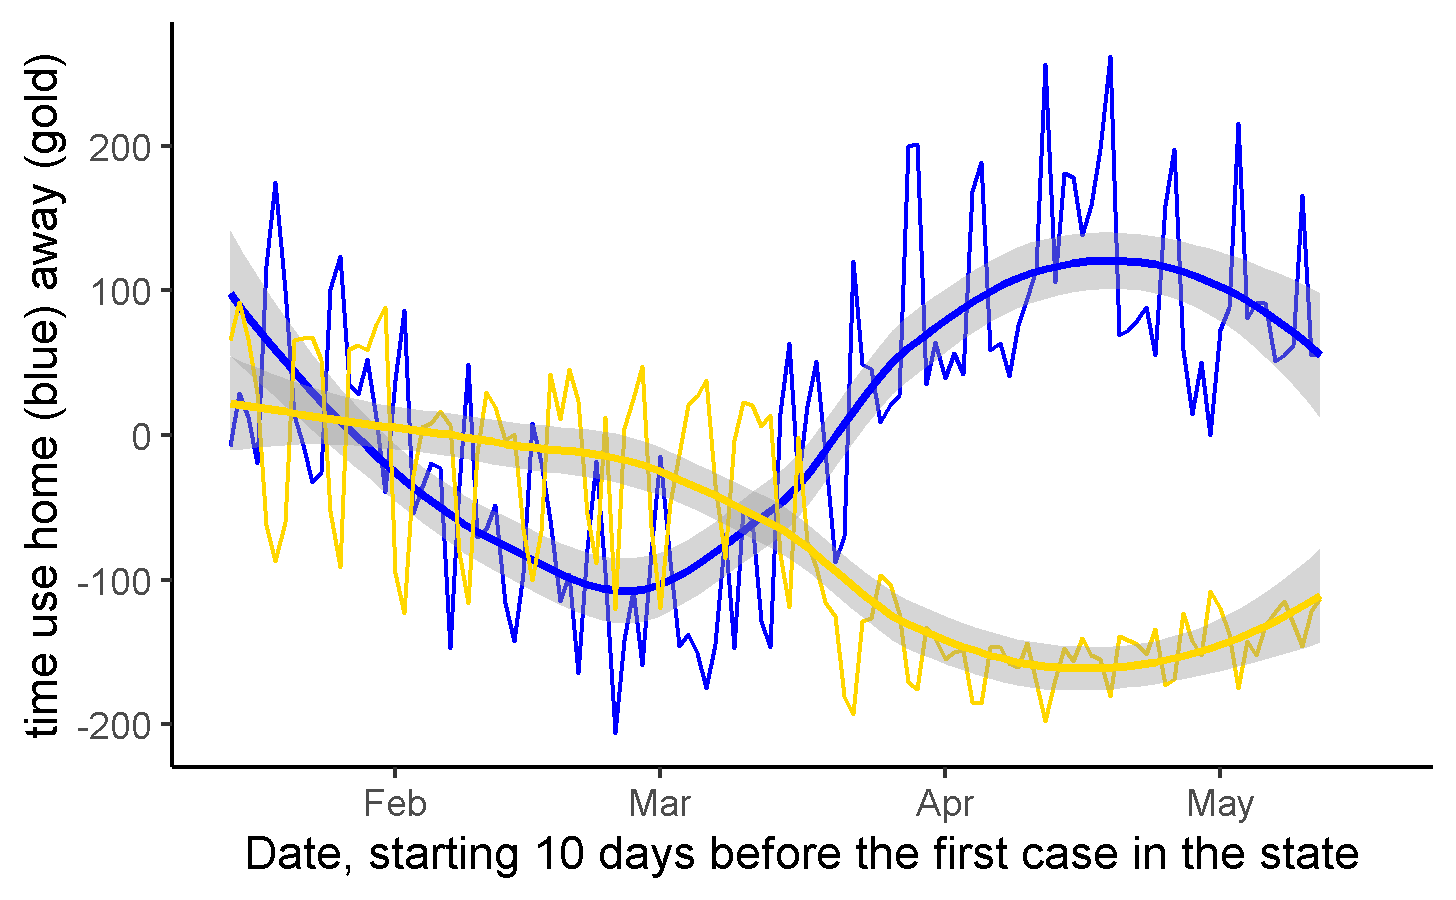 time use home (blue) away (gold)
200
100
0
-100
-200
Feb Mar Apr May
Date, starting 10 days before the first case in the state